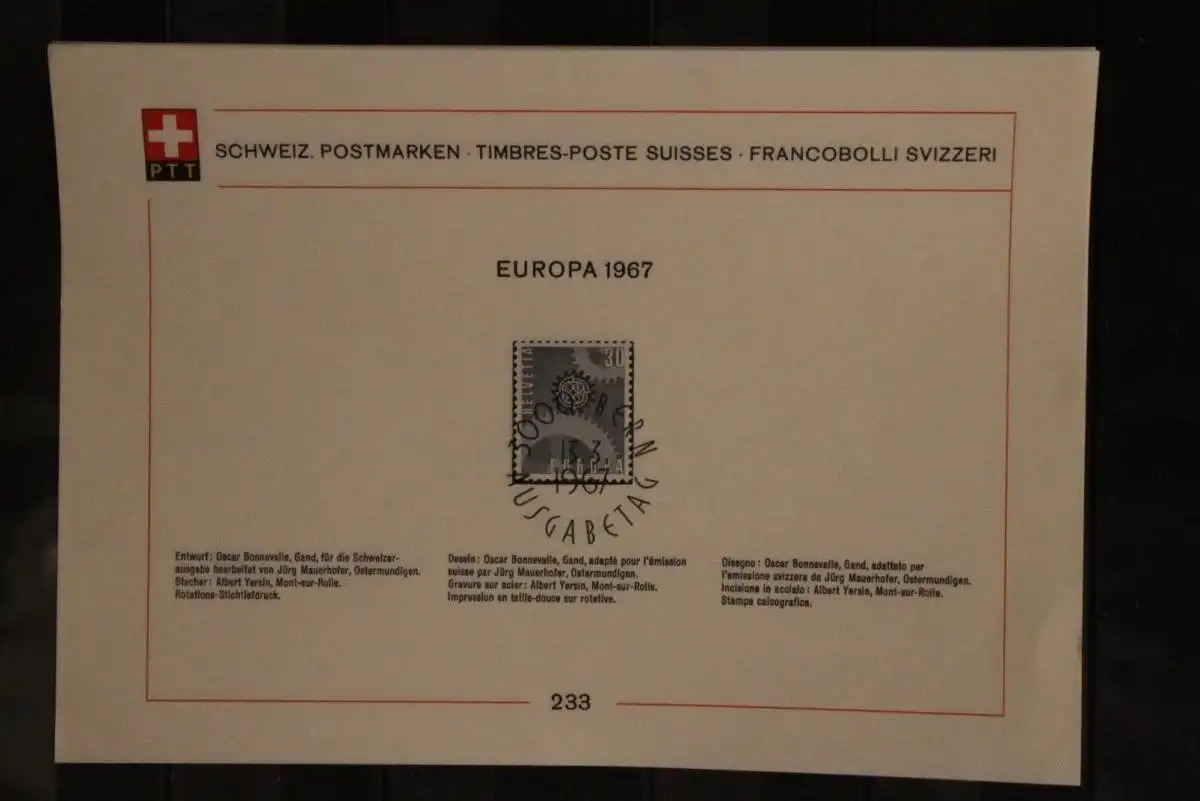 PTT
SCHWEIZ. POSTMARKEN · TIMBRES-POSTE SUISSES · FRANCOBOLLI SVIZZERI
EUROPA 1967
HELVETIA
30
EUROPA
3000 BERN
13.3.
1967
AUSGABETAG
Entwurf: Oscar Bonnevalle, Gand, für die Schweizer-
ausgabe bearbeitet von Jürg Mauerhofer, Ostermundigen.
Stecher: Albert Yersin, Mont-sur-Rolle.
Rotations-Stichtiefdruck.
Dessin: Oscar Bonnevalle, Gand, adapté pour l'émission
suisse par Jürg Mauerhofer, Ostermundigen.
Gravure sur acier: Albert Yersin, Mont-sur-Rolle.
Impression en taille-douce sur rotative.
Disegno: Oscar Bonnevalle, Gand, adattato per
l'emissione svizzera da Jürg Mauerhofer, Ostermundigen.
Incisione in acciaio: Albert Yersin, Mont-sur-Rolle.
Stampa calcografica.
233